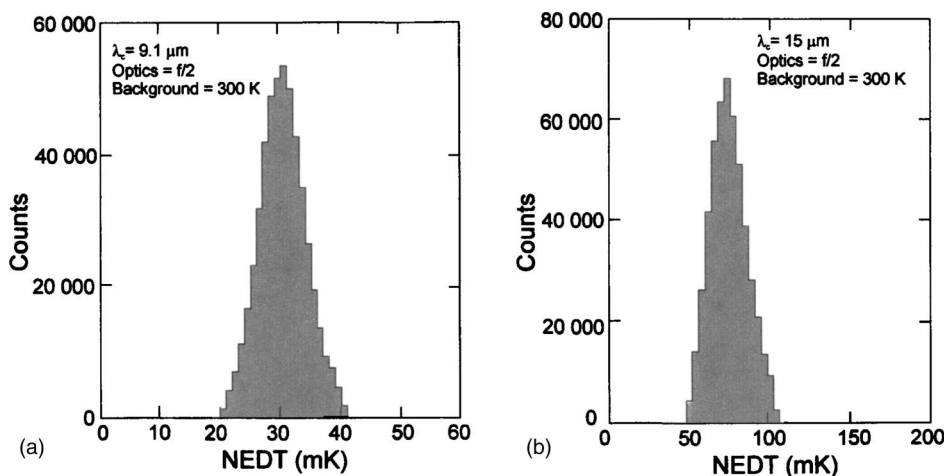 60 000
40 000
20 000
0
Counts
λc = 9.1 μm
Optics = f/2
Background = 300 K
0 10 20 30 40 50 60
NEDT (mK)
(a)
80 000
60 000
40 000
20 000
0
Counts
λc = 15 μm
Optics = f/2
Background = 300 K
0 50 100 150 200
NEDT (mK)
(b)